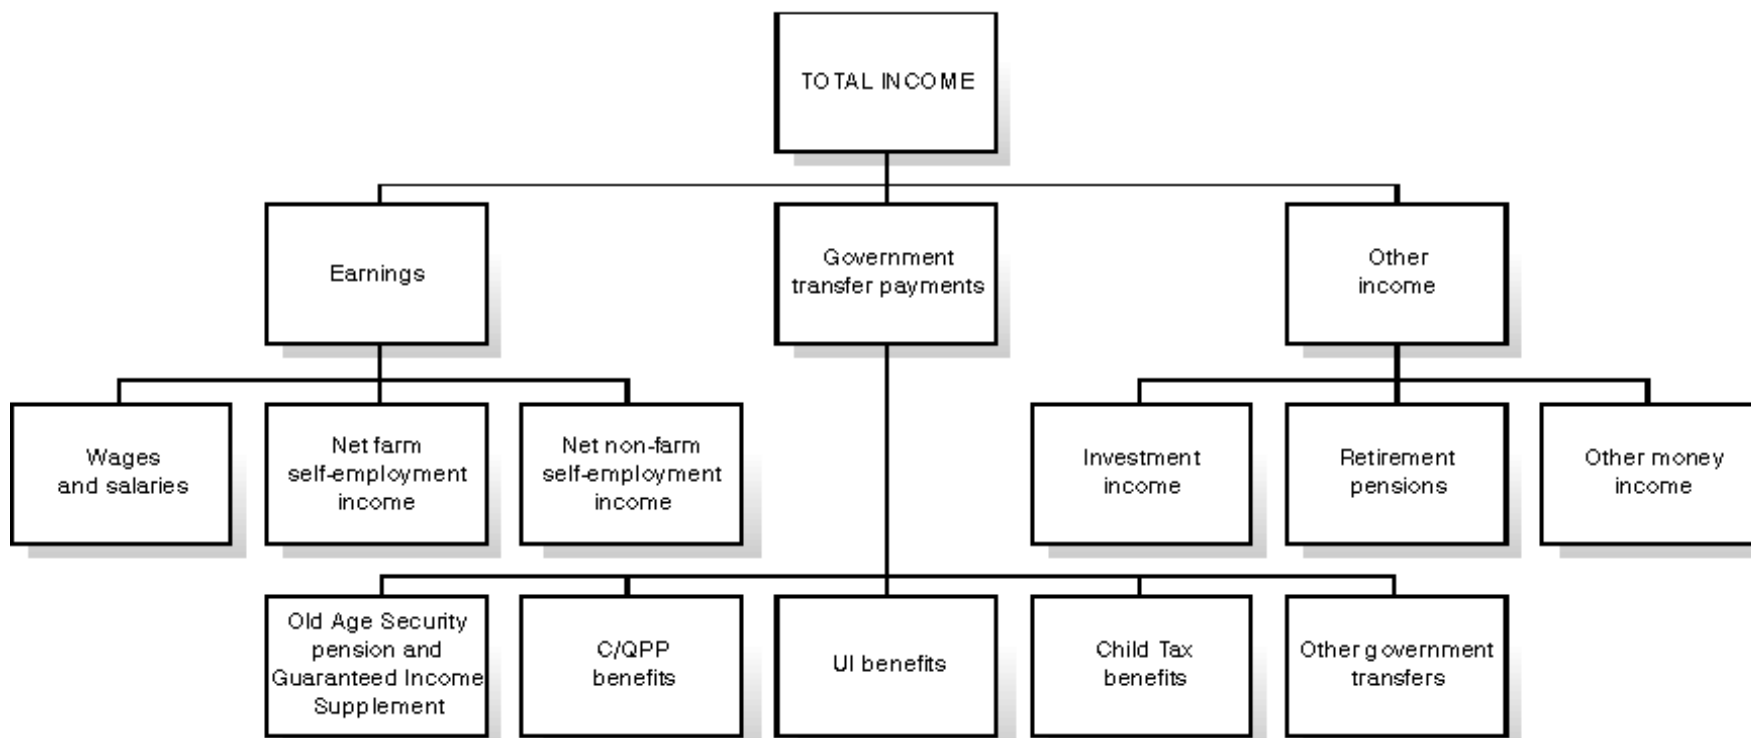 TOTAL INCOME
Earnings
Government
transfer payments
Other
income
Wages
and salaries
Net farm
self-employment
income
Net non-farm
self-employment
income
Investment
income
Retirement
pensions
Other money
income
Old Age Security
pension and
Guaranteed Income
Supplement
C/QPP
benefits
UI benefits
Child Tax
benefits
Other government
transfers